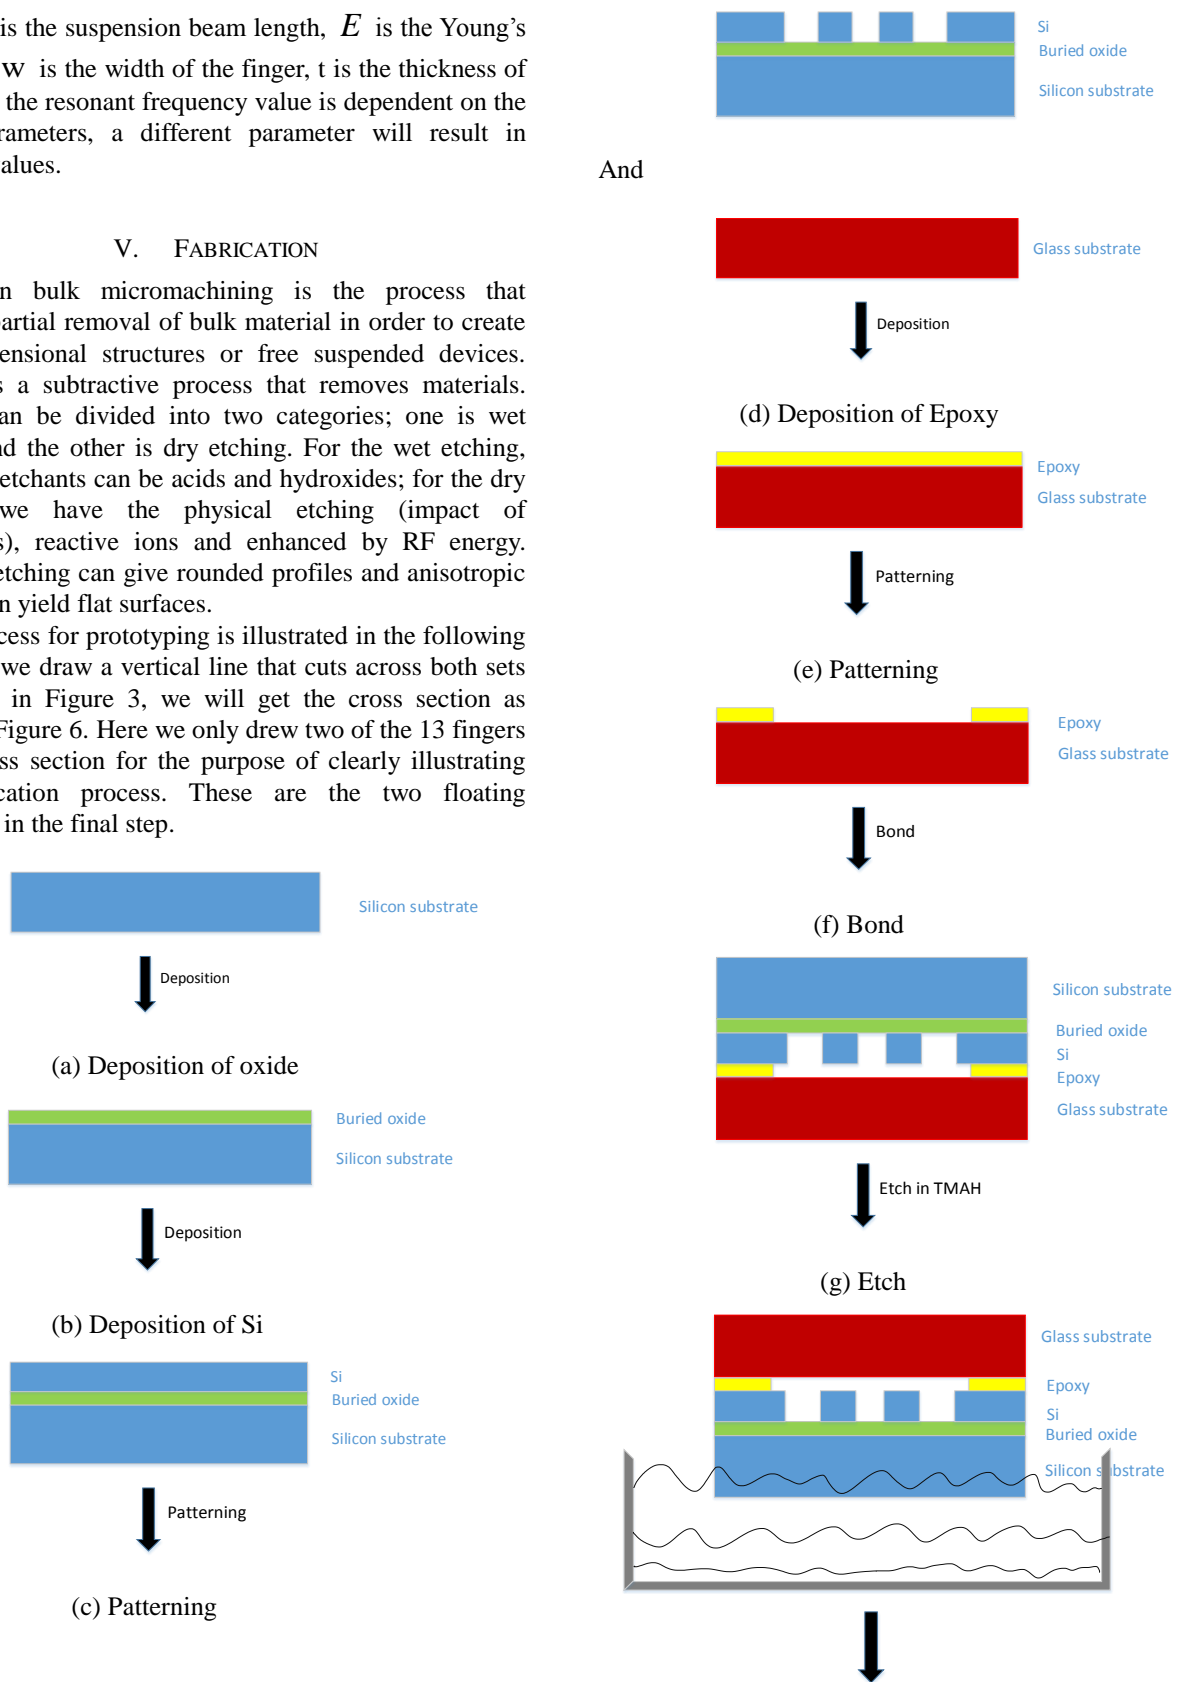 is the suspension beam length, E is the Young's
w is the width of the finger, t is the thickness of
the resonant frequency value is dependent on the
rameters, a different parameter will result in
alues.
V. FABRICATION
n bulk micromachining is the process that
partial removal of bulk material in order to create
ensional structures or free suspended devices.
s a subtractive process that removes materials.
an be divided into two categories; one is wet
nd the other is dry etching. For the wet etching,
etchants can be acids and hydroxides; for the dry
we have the physical etching (impact of
s), reactive ions and enhanced by RF energy.
etching can give rounded profiles and anisotropic
n yield flat surfaces.
cess for prototyping is illustrated in the following
we draw a vertical line that cuts across both sets
in Figure 3, we will get the cross section as
Figure 6. Here we only drew two of the 13 fingers
ss section for the purpose of clearly illustrating
ication process. These are the two floating
in the final step.
Silicon substrate
Deposition
(a) Deposition of oxide
Buried oxide
Silicon substrate
Deposition
(b) Deposition of Si
Si
Buried oxide
Silicon substrate
Patterning
(c) Patterning
Si
Buried oxide
Silicon substrate
And
Glass substrate
Deposition
(d) Deposition of Epoxy
Epoxy
Glass substrate
Patterning
(e) Patterning
Epoxy
Glass substrate
Bond
(f) Bond
Silicon substrate
Buried oxide
Si
Epoxy
Glass substrate
Etch in TMAH
(g) Etch
Glass substrate
Epoxy
Si
Buried oxide
Silicon substrate